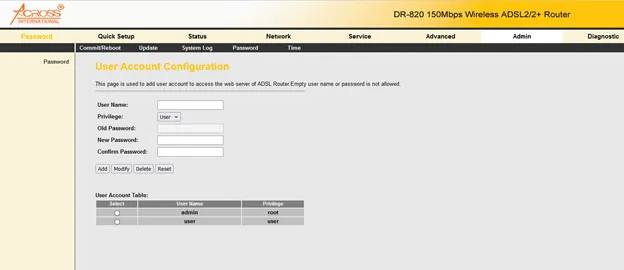 ACROSS
INTERNATIONAL
DR-820 150Mbps Wireless ADSL2/2+ Router
Password Quick Setup Status Network Service Advanced Admin Diagnostic
Commit/Reboot Update System Log Password Time
Password
User Account Configuration
This page is used to add user account to access the web server of ADSL Router.Empty user name or password is not allowed.
User Name:
Privilege: User
Old Password:
New Password:
Confirm Password:
Add Modify Delete Reset
User Account Table:
Select User Name Privilege
admin root
user user